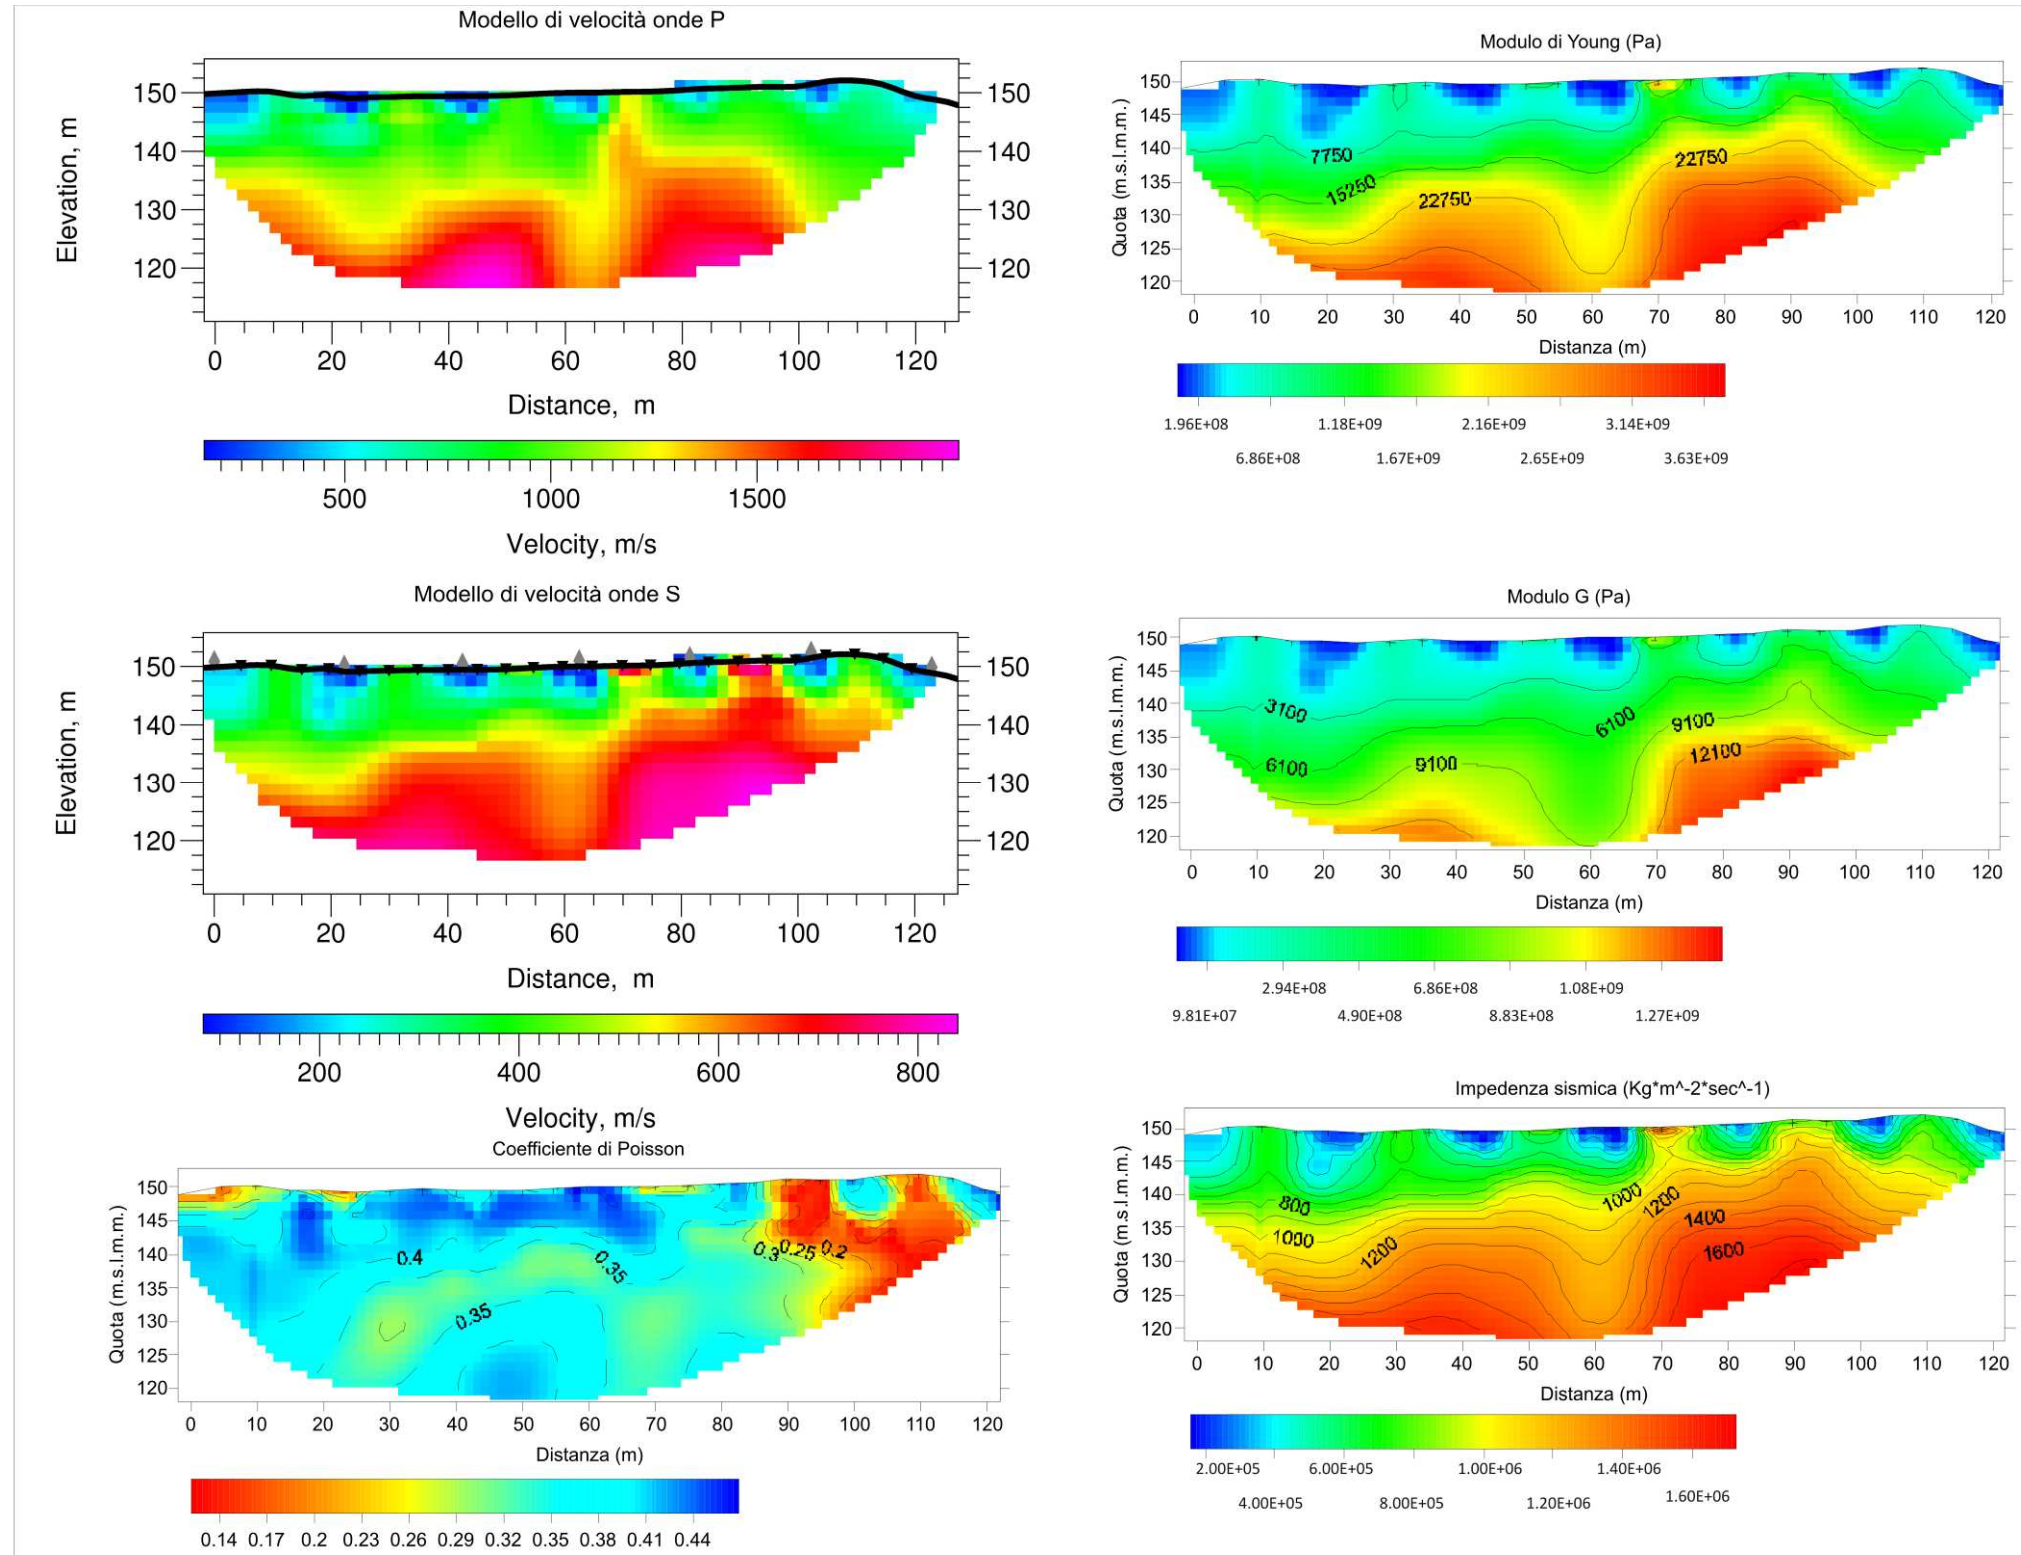 Modello di velocità onde P
150 150
140 140
130 130
120 120
Elevation, m
0 20 40 60 80 100 120
Distance, m
500 1000 1500
Velocity, m/s
Modello di velocità onde S
150 150
140 140
130 130
120 120
Elevation, m
0 20 40 60 80 100 120
Distance, m
200 400 600 800
Velocity, m/s
Coefficiente di Poisson
150
145
140
135
130
125
120
Quota (m.s.l.m.m.)
0.4 0.35 0.35 0.3 0.25 0.2
0 10 20 30 40 50 60 70 80 90 100 110 120
Distanza (m)
0.14 0.17 0.2 0.23 0.26 0.29 0.32 0.35 0.38 0.41 0.44
Modulo di Young (Pa)
150
145
140
135
130
125
120
Quota (m.s.l.m.m.)
7750 15250 22750 22750
0 10 20 30 40 50 60 70 80 90 100 110 120
Distanza (m)
1.96E+08 1.18E+09 2.16E+09 3.14E+09
6.86E+08 1.67E+09 2.65E+09 3.63E+09
Modulo G (Pa)
150
145
140
135
130
125
120
Quota (m.s.l.m.m.)
3100 6100 9100 6100 9100 12100
0 10 20 30 40 50 60 70 80 90 100 110 120
Distanza (m)
2.94E+08 6.86E+08 1.08E+09
9.81E+07 4.90E+08 8.83E+08 1.27E+09
Impedenza sismica (Kg*m^-2*sec^-1)
150
145
140
135
130
125
120
Quota (m.s.l.m.m.)
800 1000 1200 1000 1200 1400 1600
0 10 20 30 40 50 60 70 80 90 100 110 120
Distanza (m)
2.00E+05 6.00E+05 1.00E+06 1.40E+06
4.00E+05 8.00E+05 1.20E+06 1.60E+06